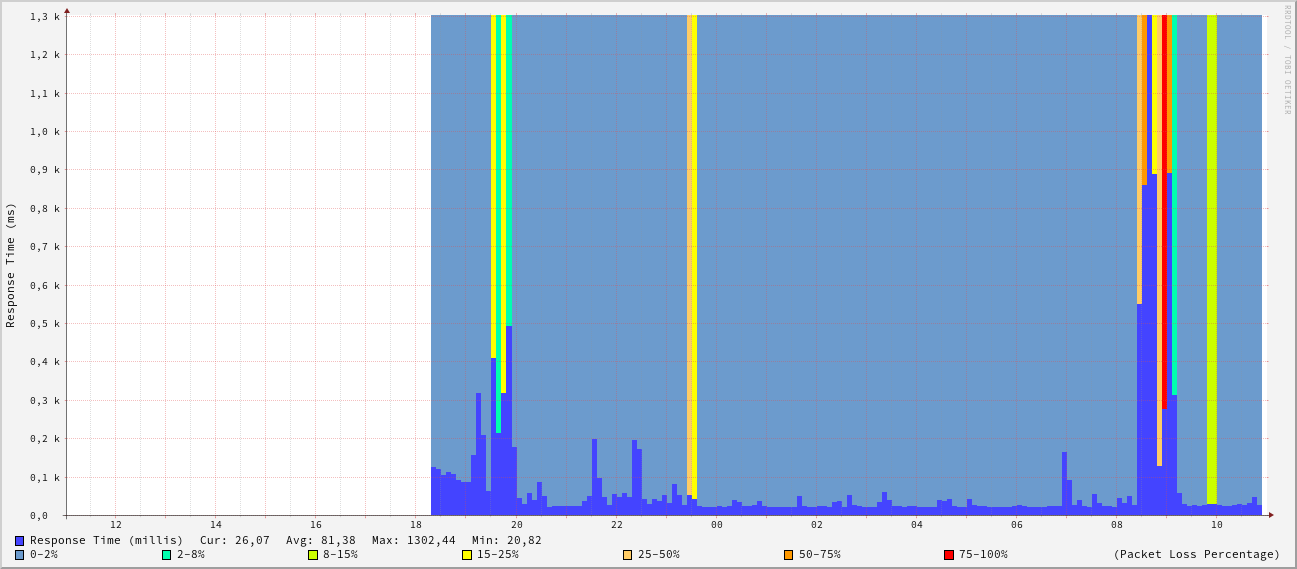 RRDTOOL / TOBI OETIKER
Response Time (ms)
1,3 k
1,2 k
1,1 k
1,0 k
0,9 k
0,8 k
0,7 k
0,6 k
0,5 k
0,4 k
0,3 k
0,2 k
0,1 k
0,0
12 14 16 18 20 22 00 02 04 06 08 10
Response Time (millis) Cur: 26,07 Avg: 81,38 Max: 1302,44 Min: 20,82
0-2% 2-8% 8-15% 15-25% 25-50% 50-75% 75-100% (Packet Loss Percentage)